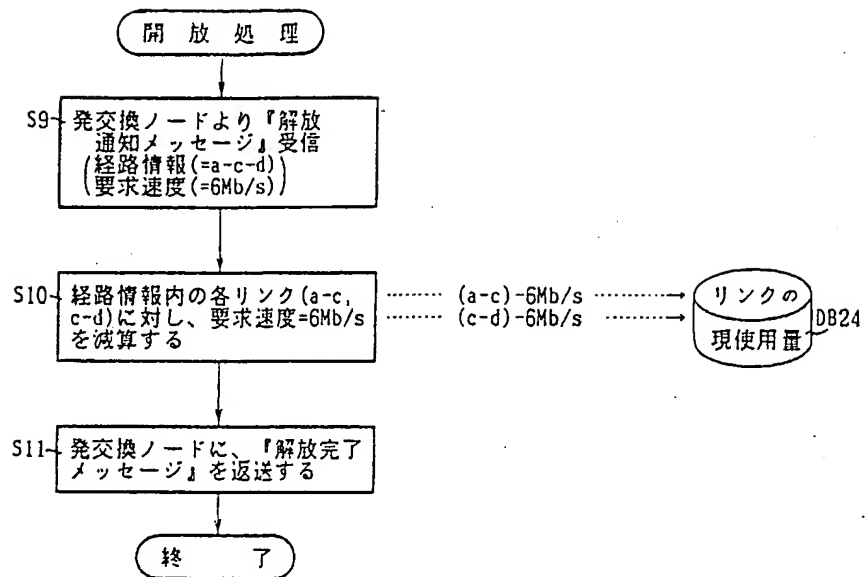 開放処理
S9 発交換ノードより『解放
通知メッセージ』受信
(経路情報(=a-c-d)
要求速度(=6Mb/s))
S10 経路情報内の各リンク(a-c, (a-c)-6Mb/s リンクの
c-d)に対し、要求速度=6Mb/s (c-d)-6Mb/s DB24
を減算する 現使用量
S11 発交換ノードに、『解放完了
メッセージ』を返送する
終了